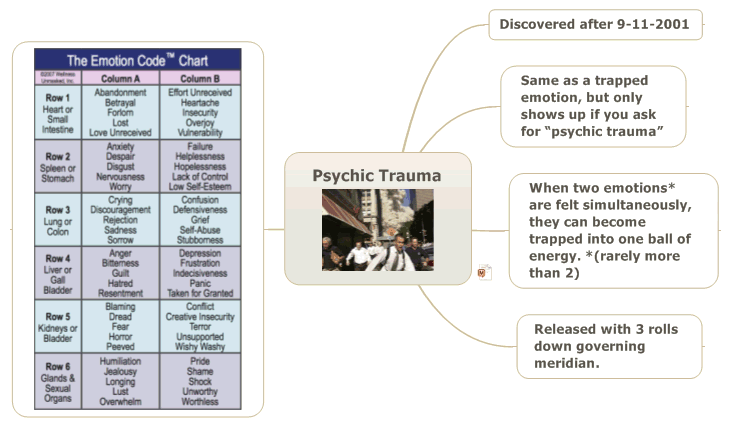 The Emotion Code™ Chart
©2007 Wellness
Unmasked, Inc.
Column A
Column B
Row 1
Heart or
Small
Intestine
Abandonment
Betrayal
Forlorn
Lost
Love Unreceived
Effort Unreceived
Heartache
Insecurity
Overjoy
Vulnerability
Row 2
Spleen or
Stomach
Anxiety
Despair
Disgust
Nervousness
Worry
Failure
Helplessness
Hopelessness
Lack of Control
Low Self-Esteem
Row 3
Lung or
Colon
Crying
Discouragement
Rejection
Sadness
Sorrow
Confusion
Defensiveness
Grief
Self-Abuse
Stubborness
Row 4
Liver or
Gall
Bladder
Anger
Bitterness
Guilt
Hatred
Resentment
Depression
Frustration
Indecisiveness
Panic
Taken for Granted
Row 5
Kidneys or
Bladder
Blaming
Dread
Fear
Horror
Peeved
Conflict
Creative Insecurity
Terror
Unsupported
Wishy Washy
Row 6
Glands &
Sexual
Organs
Humiliation
Jealousy
Longing
Lust
Overwhelm
Pride
Shame
Shock
Unworthy
Worthless
Psychic Trauma
Discovered after 9-11-2001
Same as a trapped
emotion, but only
shows up if you ask
for “psychic trauma”
When two emotions*
are felt simultaneously,
they can become
trapped into one ball of
energy. *(rarely more
than 2)
Released with 3 rolls
down governing
meridian.